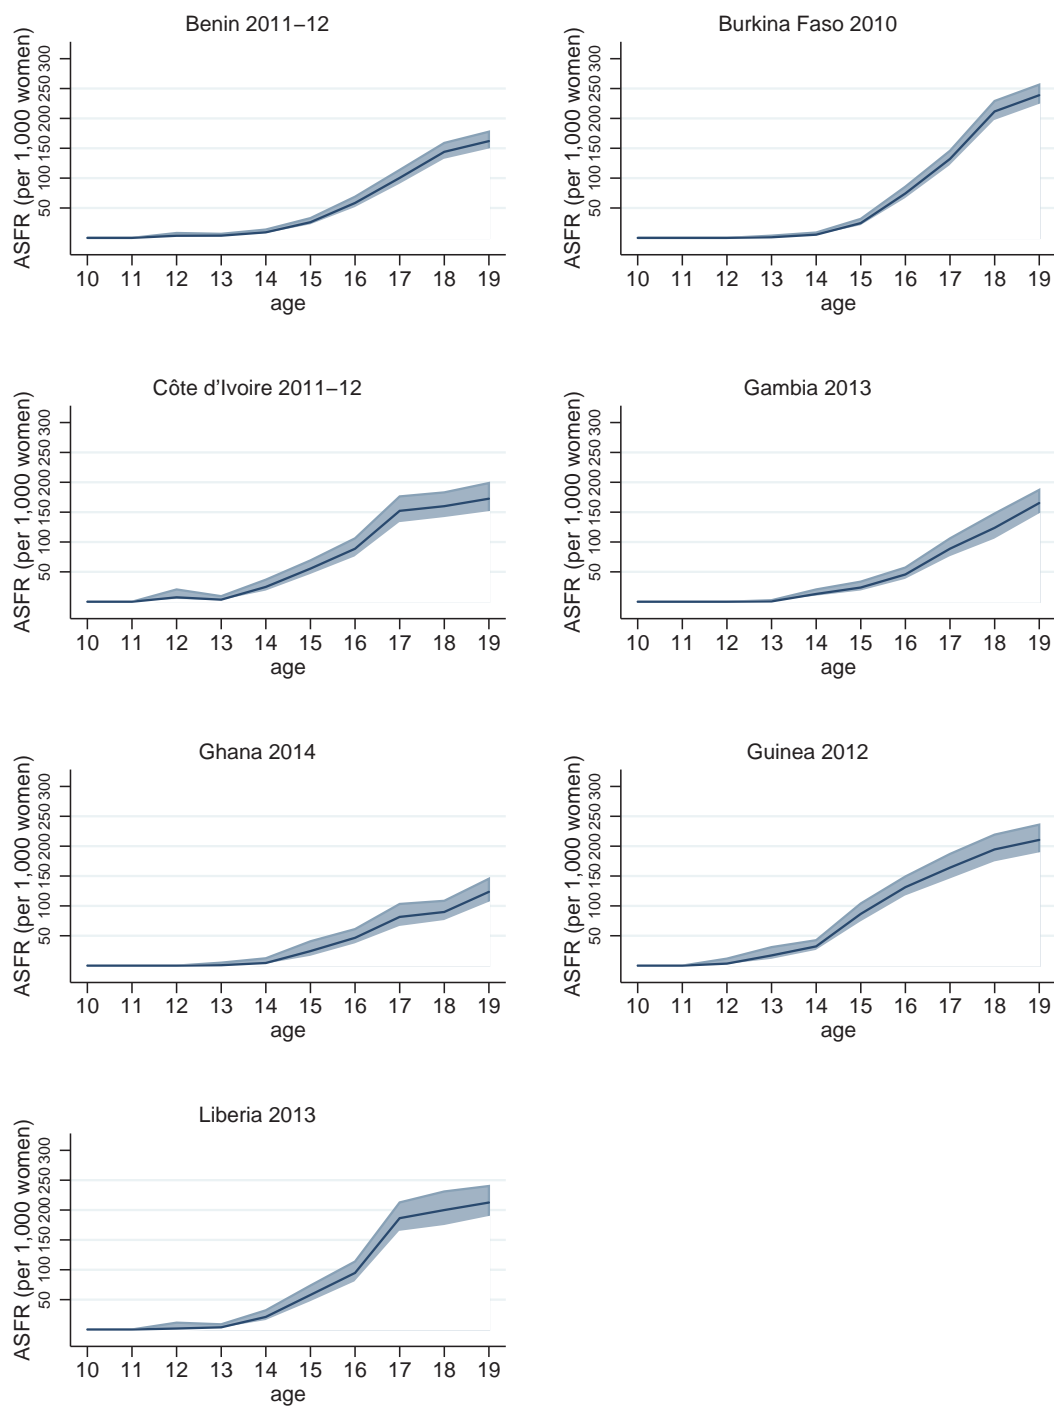 Benin 2011–12
ASFR (per 1,000 women)
50 100 150 200 250 300
10 11 12 13 14 15 16 17 18 19
age
Burkina Faso 2010
ASFR (per 1,000 women)
50 100 150 200 250 300
10 11 12 13 14 15 16 17 18 19
age
Côte d’Ivoire 2011–12
ASFR (per 1,000 women)
50 100 150 200 250 300
10 11 12 13 14 15 16 17 18 19
age
Gambia 2013
ASFR (per 1,000 women)
50 100 150 200 250 300
10 11 12 13 14 15 16 17 18 19
age
Ghana 2014
ASFR (per 1,000 women)
50 100 150 200 250 300
10 11 12 13 14 15 16 17 18 19
age
Guinea 2012
ASFR (per 1,000 women)
50 100 150 200 250 300
10 11 12 13 14 15 16 17 18 19
age
Liberia 2013
ASFR (per 1,000 women)
50 100 150 200 250 300
10 11 12 13 14 15 16 17 18 19
age